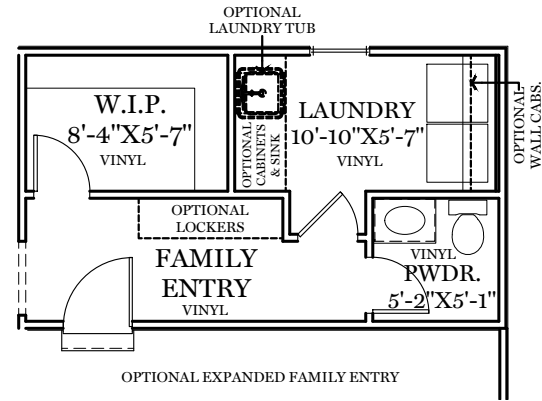 OPTIONAL
LAUNDRY TUB
W.I.P.
8'-4"X5'-7"
VINYL
OPTIONAL
CABINETS
& SINK
LAUNDRY
10'-10"X5'-7"
VINYL
OPTIONAL
WALL CABS.
OPTIONAL
LOCKERS
FAMILY
ENTRY
VINYL
VINYL
PWDR.
5'-2"X5'-1"
OPTIONAL EXPANDED FAMILY ENTRY